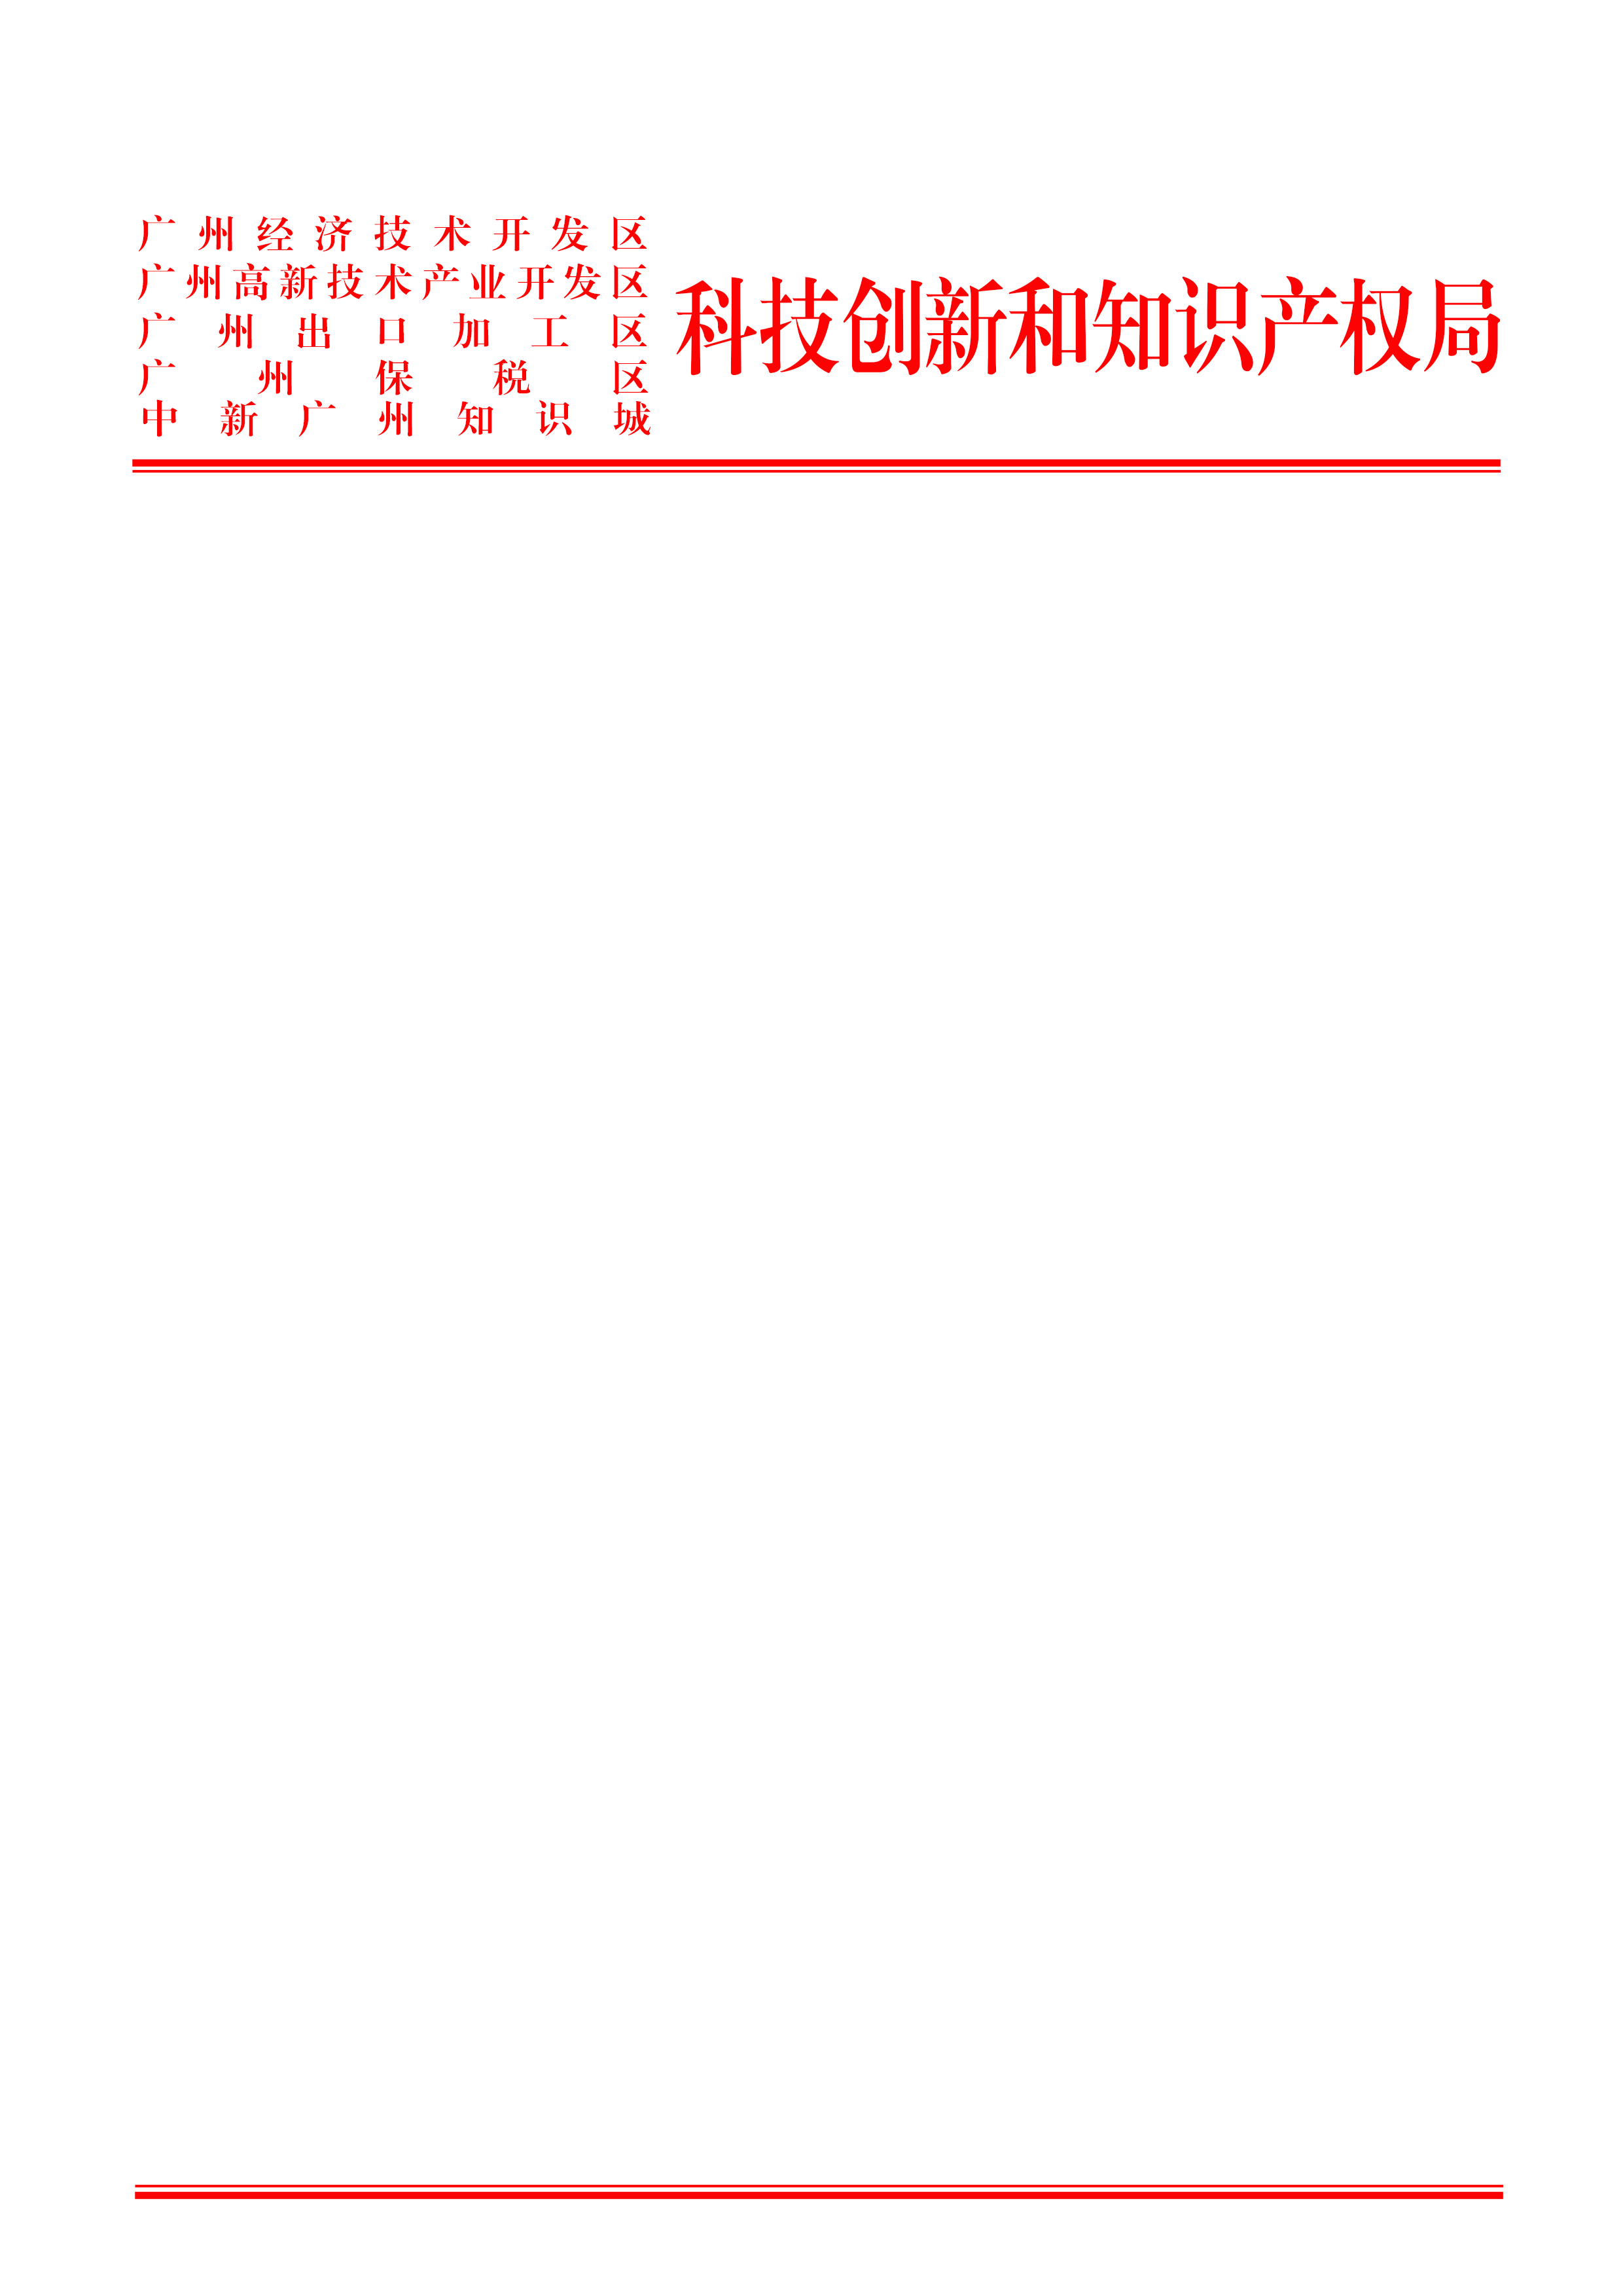 广州经济技术开发区
广州高新技术产业开发区
广州出口加工区
广州保税区
中新广州知识城
科技创新和知识产权局